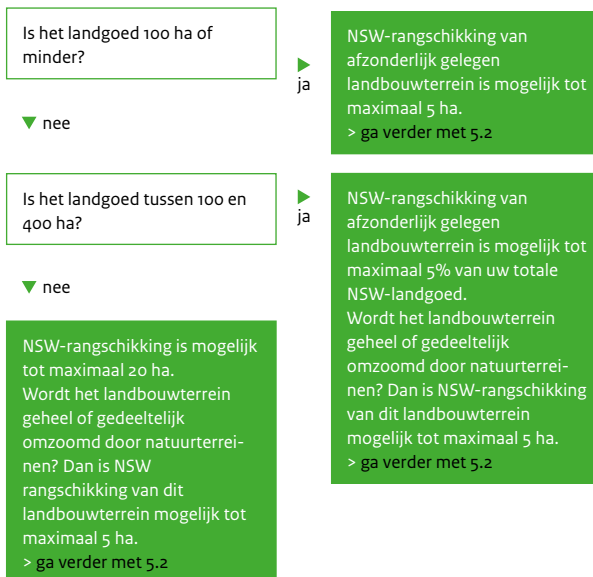 Is het landgoed 100 ha of
minder?
ja
NSW-rangschikking van
afzonderlijk gelegen
landbouwterrein is mogelijk tot
maximaal 5 ha.
> ga verder met 5.2
nee
Is het landgoed tussen 100 en
400 ha?
ja
NSW-rangschikking van
afzonderlijk gelegen
landbouwterrein is mogelijk tot
maximaal 5% van uw totale
NSW-landgoed.
Wordt het landbouwterrein
geheel of gedeeltelijk
omzoomd door natuurterrei-
nen? Dan is NSW-rangschikking
van dit landbouwterrein
mogelijk tot maximaal 5 ha.
> ga verder met 5.2
nee
NSW-rangschikking is mogelijk
tot maximaal 20 ha.
Wordt het landbouwterrein
geheel of gedeeltelijk
omzoomd door natuurterrei-
nen? Dan is NSW
rangschikking van dit
landbouwterrein mogelijk tot
maximaal 5 ha.
> ga verder met 5.2